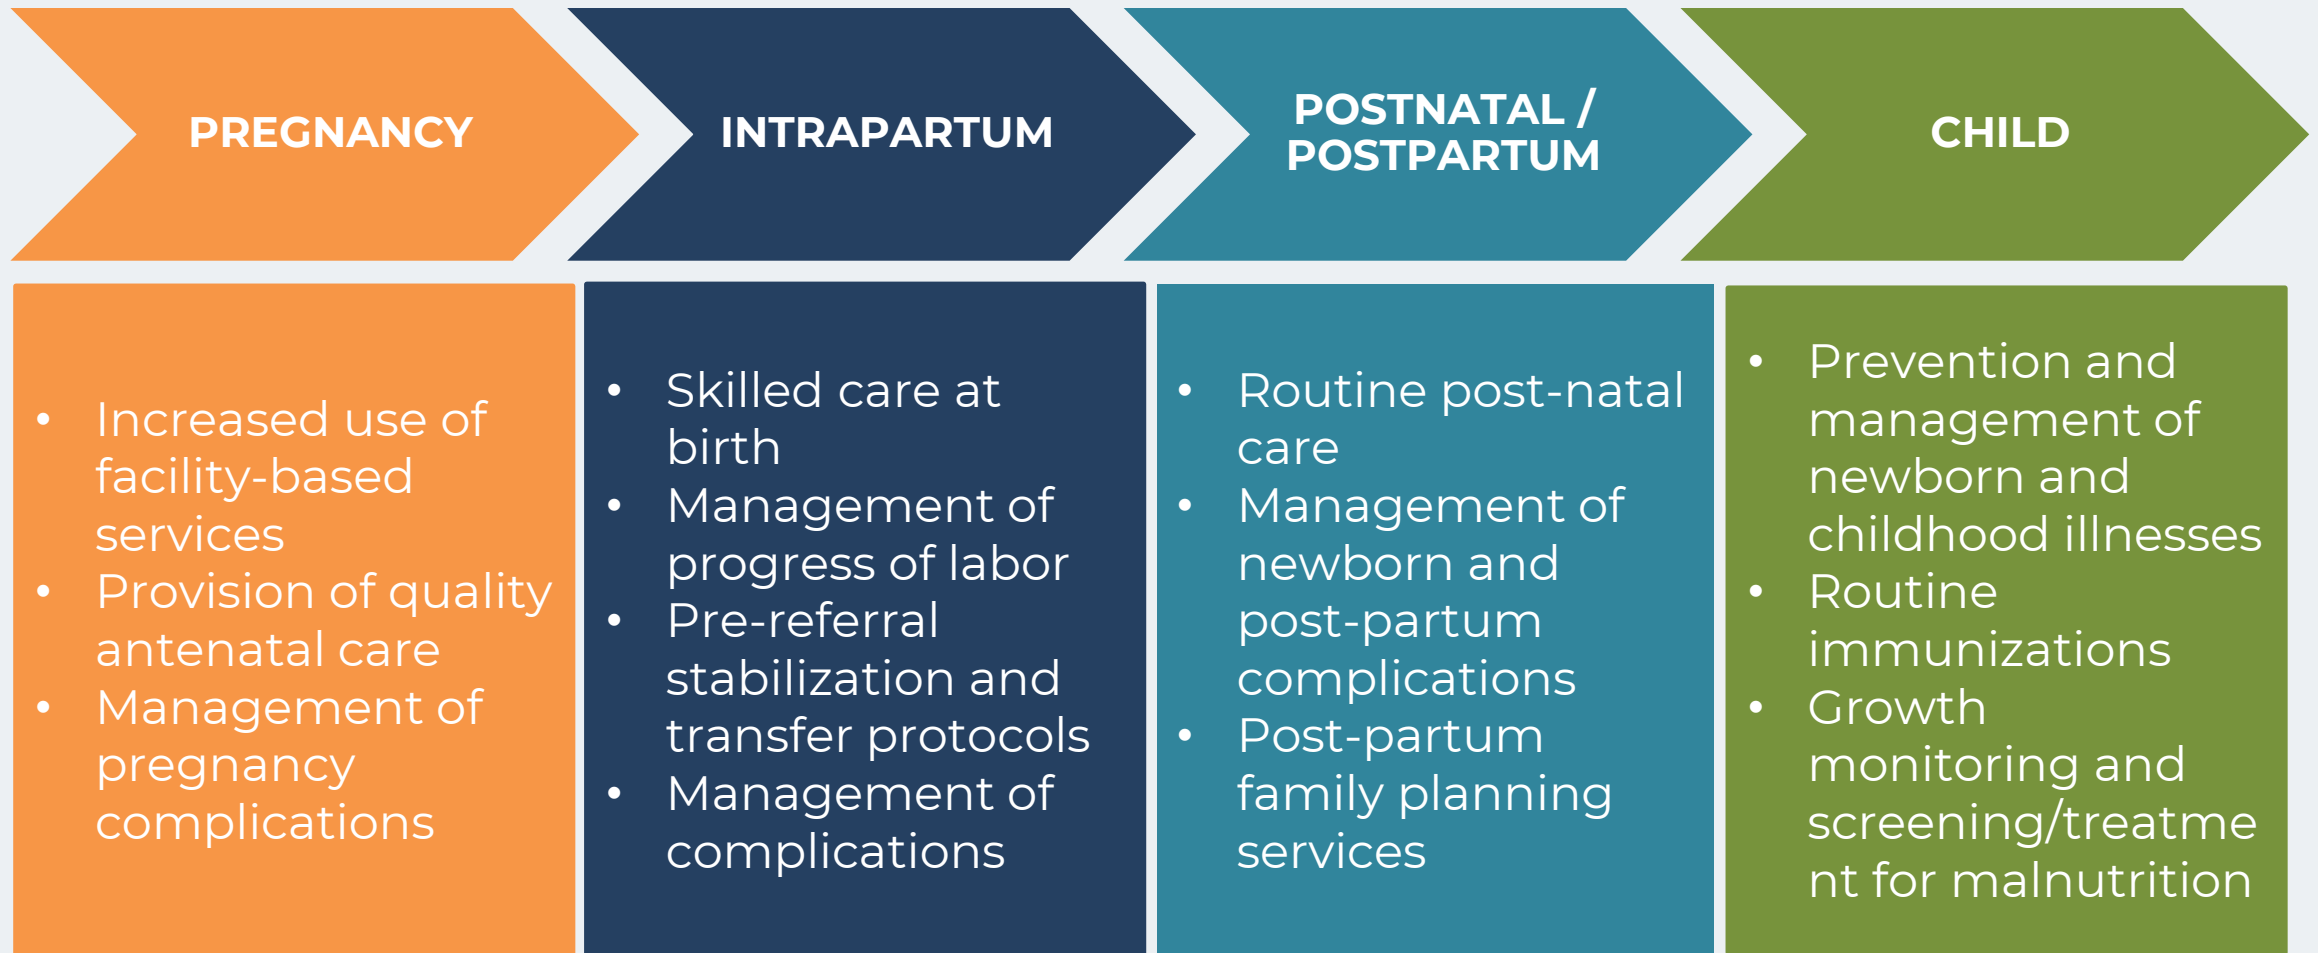 PREGNANCY
INTRAPARTUM
POSTNATAL /
POSTPARTUM
CHILD
• Increased use of
facility-based
services
• Provision of quality
antenatal care
• Management of
pregnancy
complications
• Skilled care at
birth
• Management of
progress of labor
• Pre-referral
stabilization and
transfer protocols
• Management of
complications
• Routine post-natal
care
• Management of
newborn and
post-partum
complications
• Post-partum
family planning
services
• Prevention and
management of
newborn and
childhood illnesses
• Routine
immunizations
• Growth
monitoring and
screening/treatme
nt for malnutrition